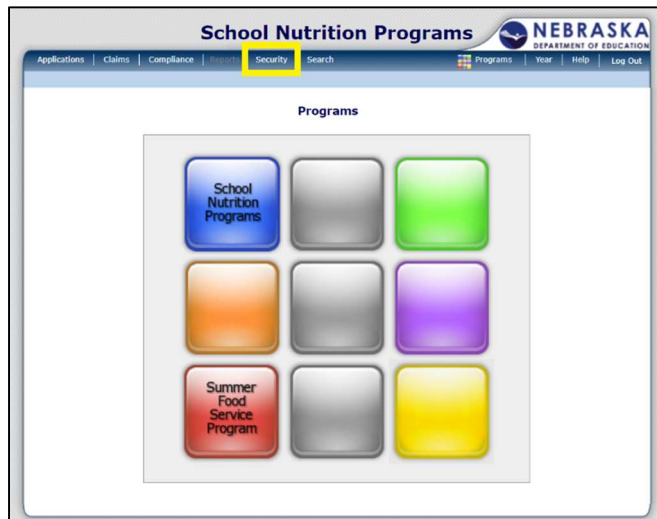 School Nutrition Programs
NEBRASKA
DEPARTMENT OF EDUCATION
Applications | Claims | Compliance | Reports | Security | Search Programs | Year | Help | Log Out
Programs
School
Nutrition
Programs
Summer
Food
Service
Program